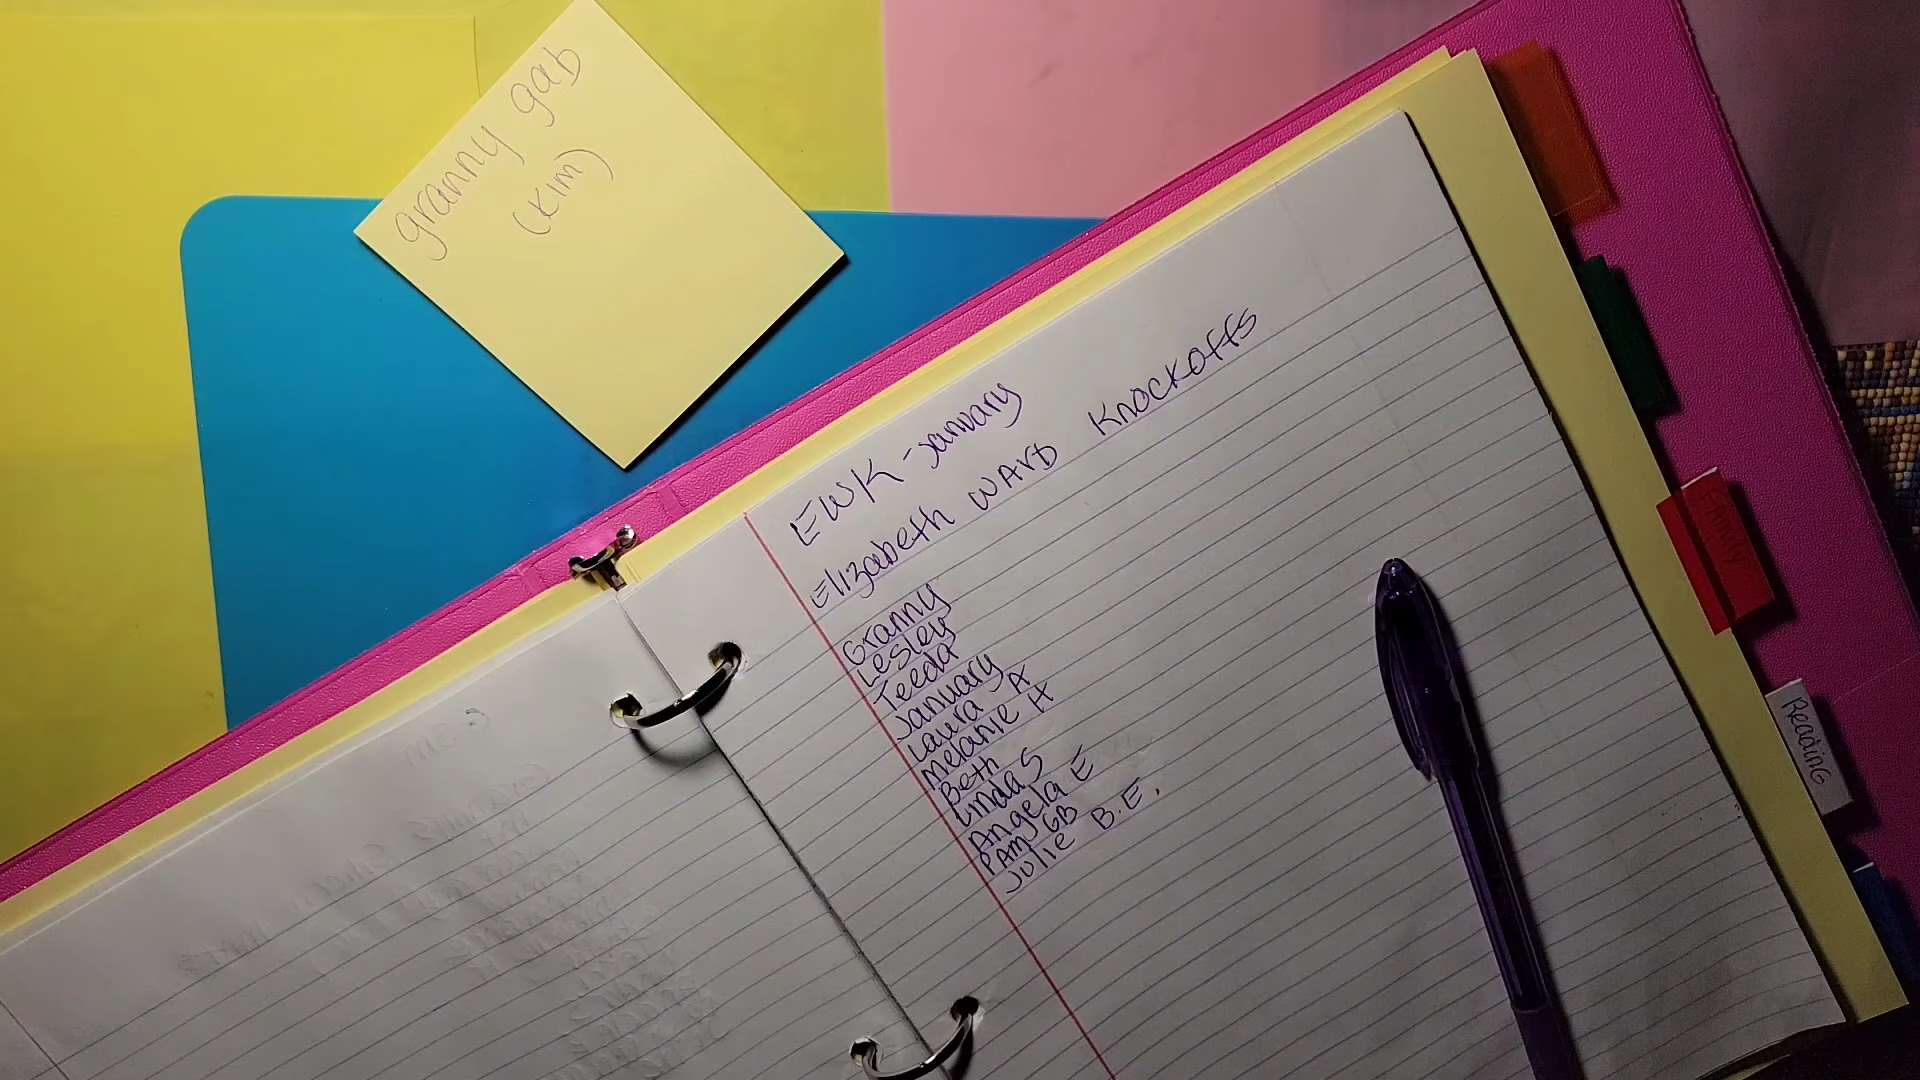 granny gab
(Kim)
EWK - January
Elizabeth WARD Knockoffs
Granny
Lesley
Teeda
January
Laura A
Melanie H
Beth
Linda S
Angela E
PAM GB
Julie B.E.
Reading